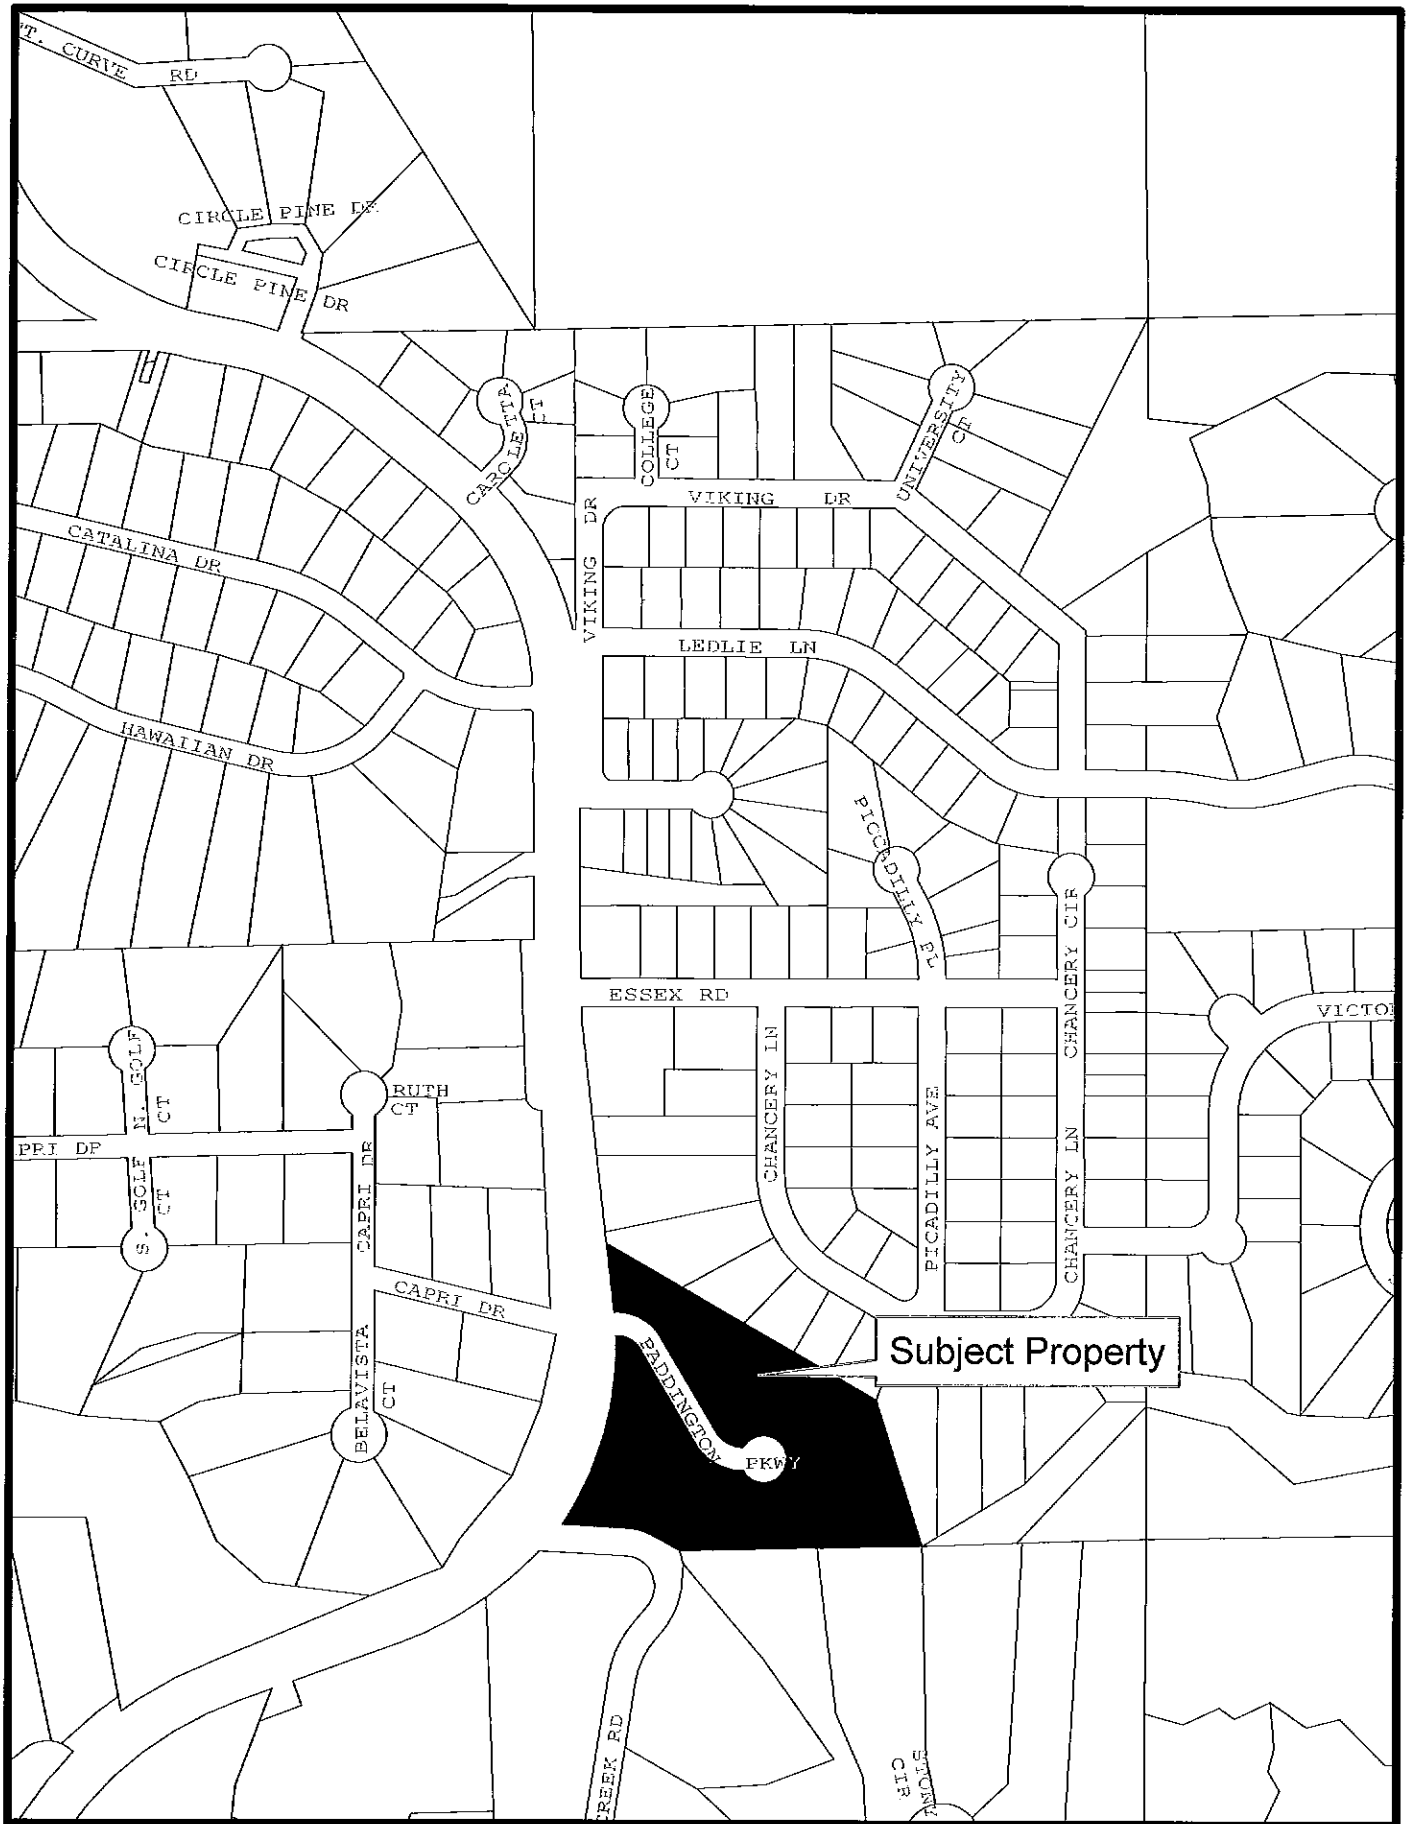 T. CURVE RD
CIRCLE PINE DR
CIRCLE PINE DR
CARCLETTA CT
COLLEGE CT
UNIVERSITY CT
VIKING DR
VIKING DR
CATALINA DR
LEDLIE LN
HAWAIIAN DR
PICCADILLY PL
CHANCERY CIR
ESSEX RD
VICTO
CHANCERY LN
N. GOLF CT
RUTH CT
PRI DR
PICADILLY AVE
CHANCERY LN
S. GOLF CT
CAPRI DR
CAPRI DR
Subject Property
PADDINGTON PKWY
BELAVISTA CT
CREEK RD
CIR